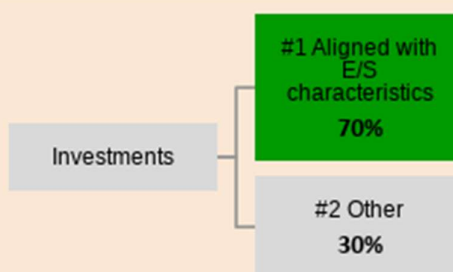 #1 Aligned with
E/S
characteristics
70%
Investments
#2 Other
30%